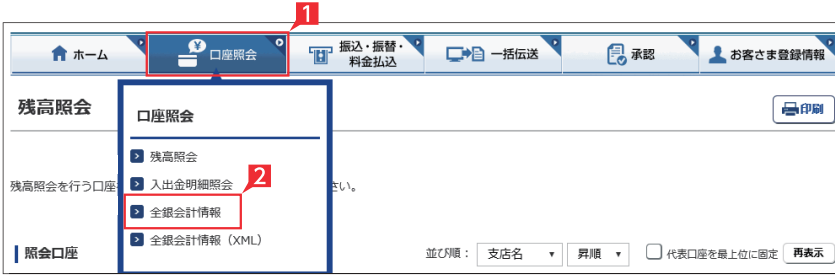 1
ホーム
口座照会
振込・振替・
料金払込
一括伝送
承認
お客さま登録情報
残高照会
印刷
口座照会
残高照会
入出金明細照会
2
全銀会計情報
全銀会計情報（XML）
残高照会を行う口座
さい。
照会口座
並び順： 支店名 昇順 代表口座を最上位に固定 再表示